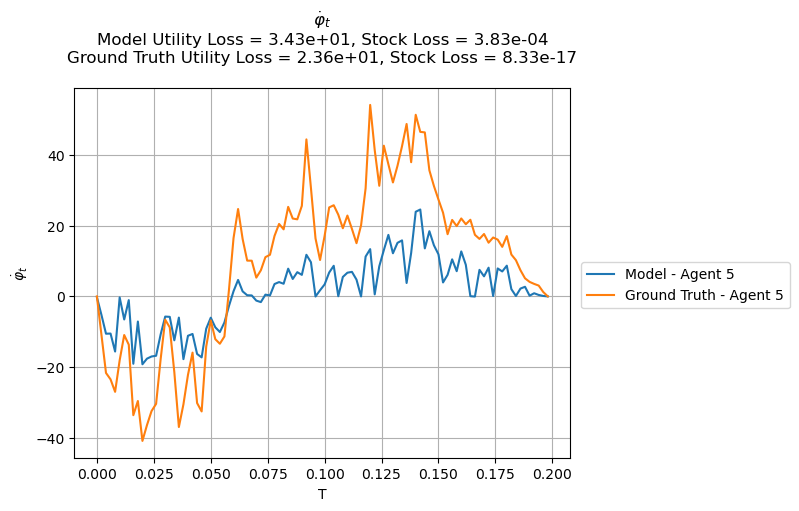 φ̇ₜ
Model Utility Loss = 3.43e+01, Stock Loss = 3.83e-04
Ground Truth Utility Loss = 2.36e+01, Stock Loss = 8.33e-17
40
20
0
−20
−40
φ̇ₜ
0.000 0.025 0.050 0.075 0.100 0.125 0.150 0.175 0.200
T
Model - Agent 5
Ground Truth - Agent 5